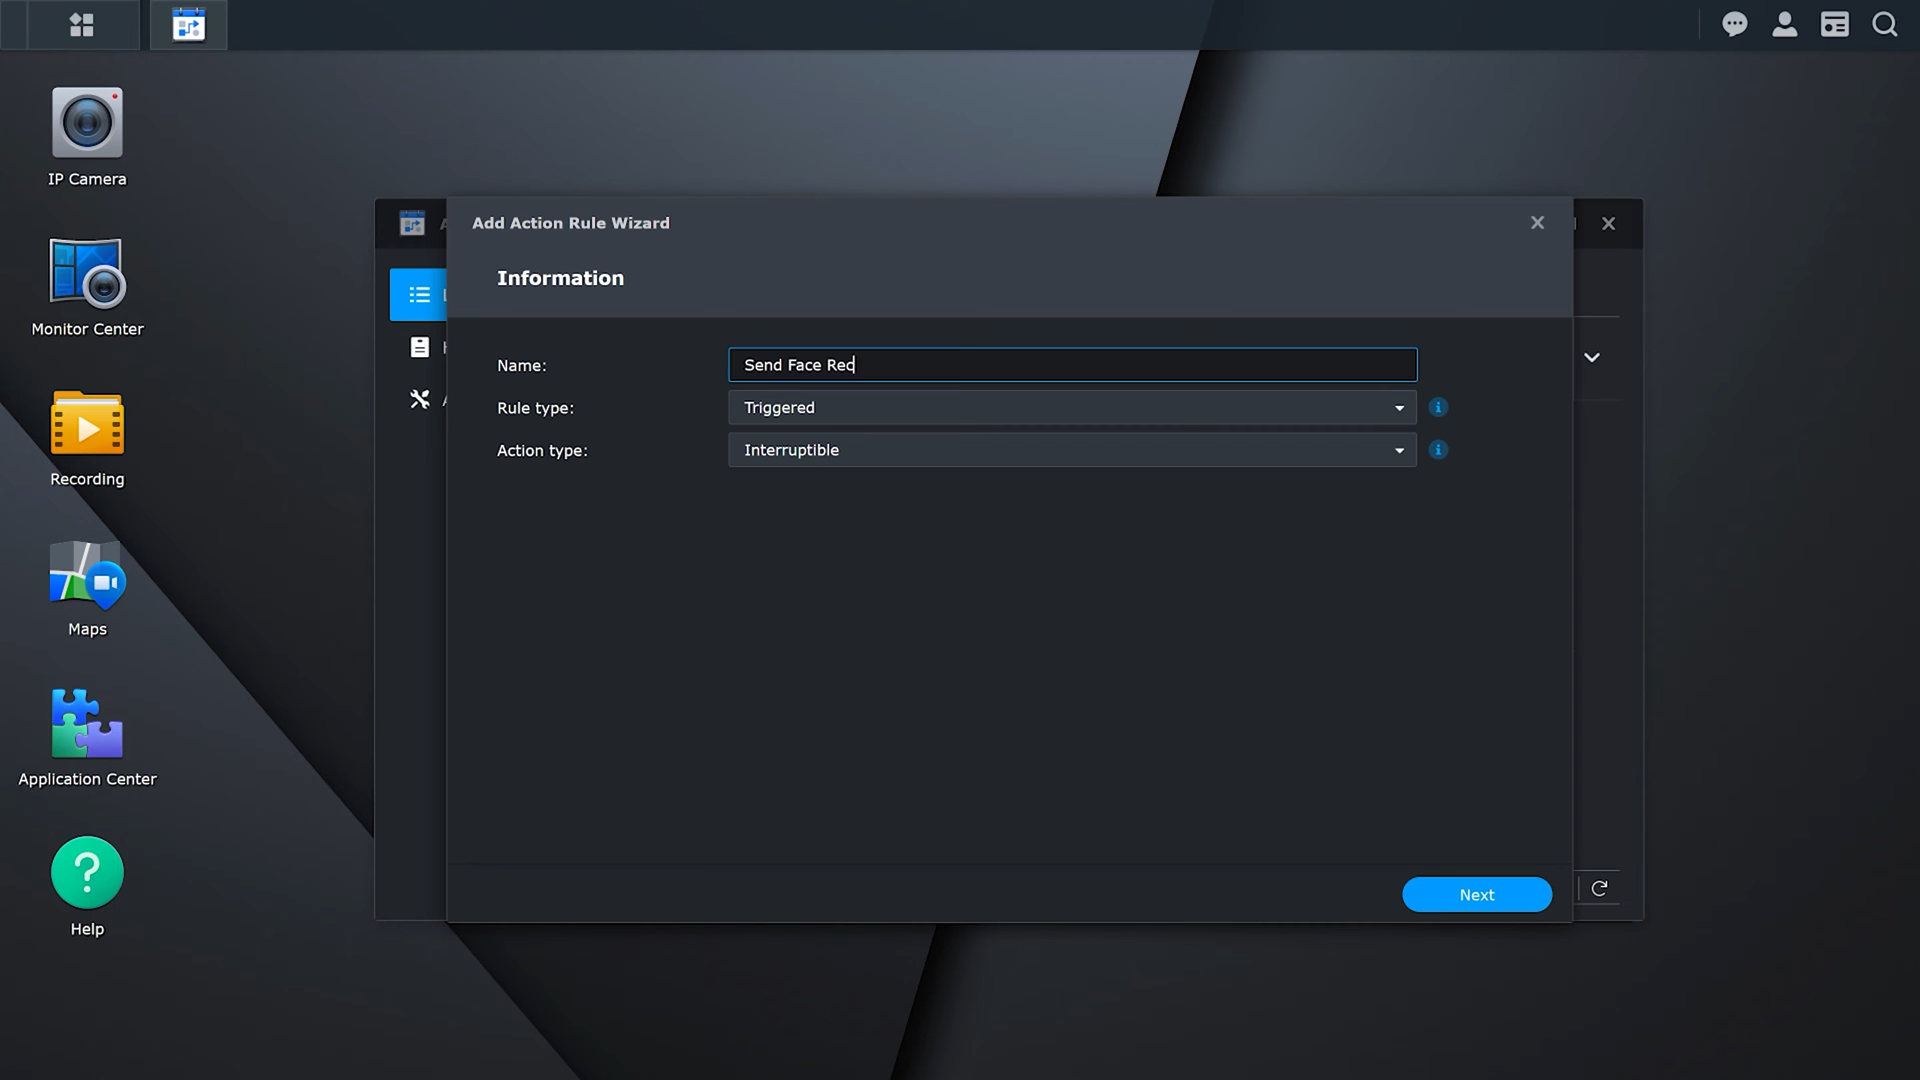 IP Camera
Monitor Center
Recording
Maps
Application Center
Help
Add Action Rule Wizard
Information
Name:
Send Face Rec
Rule type:
Triggered
Action type:
Interruptible
Next